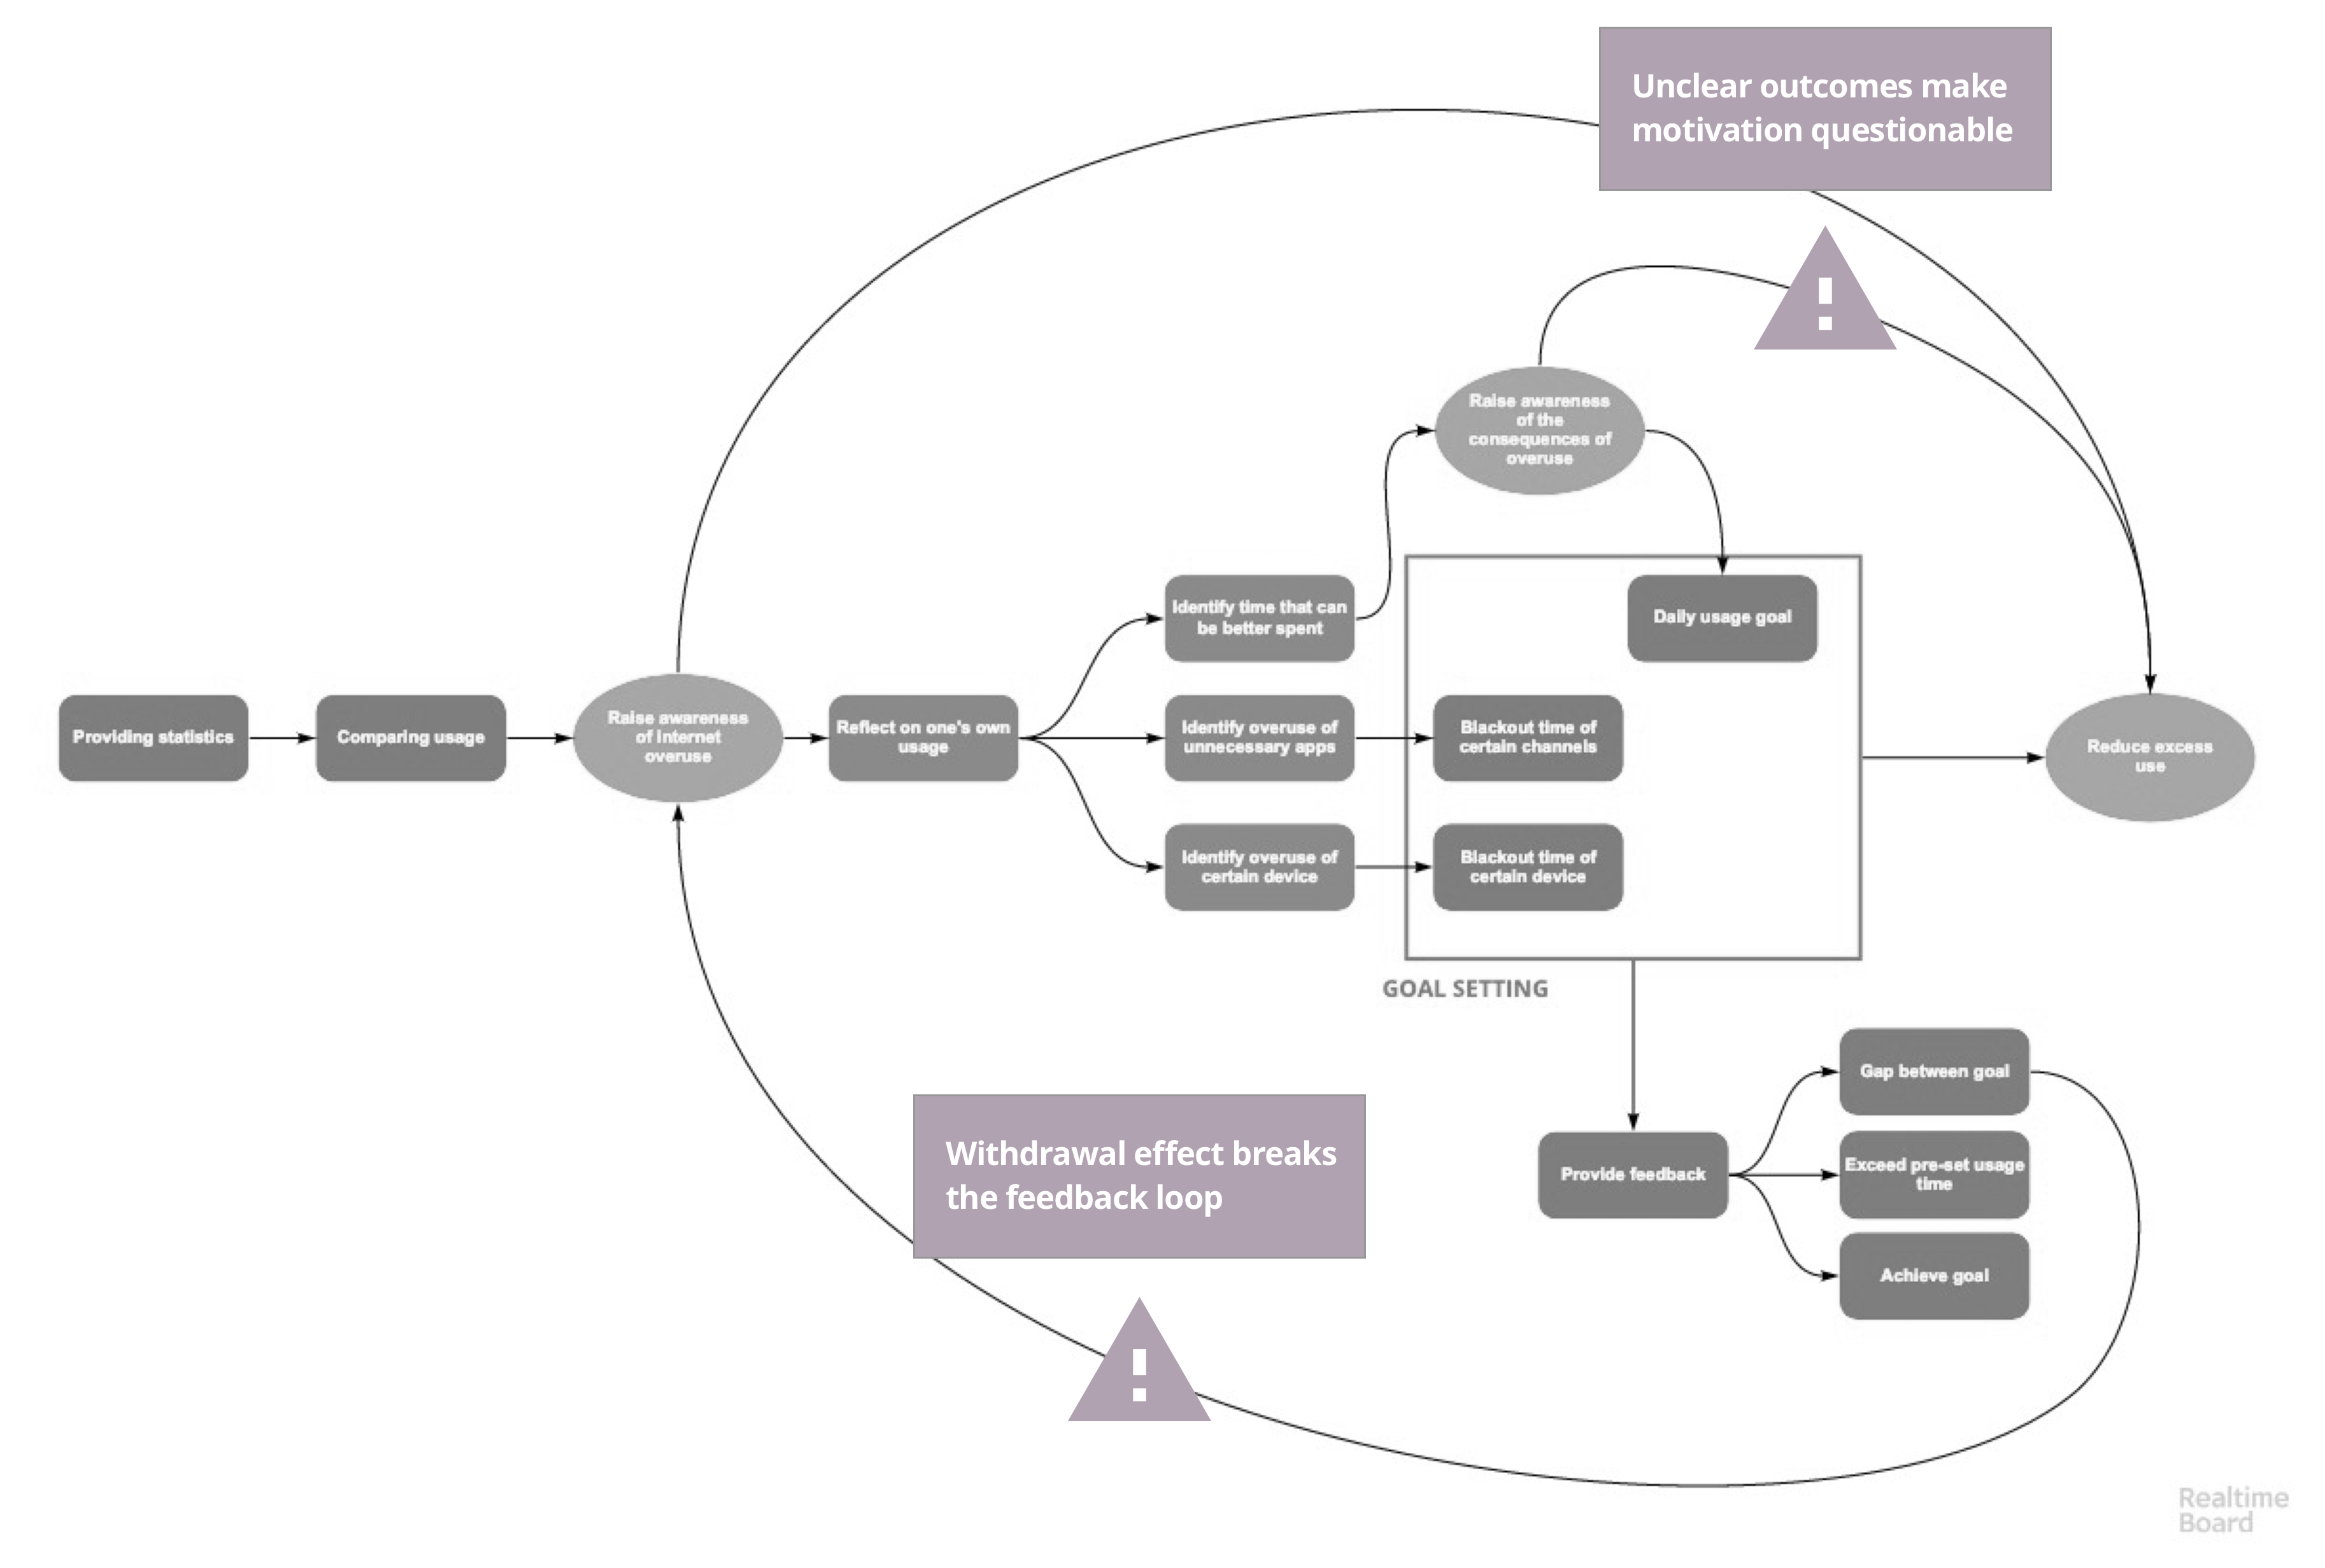 Unclear outcomes make
motivation questionable
Raise awareness
of the
consequences of
overuse
Identify time that can
be better spent
Daily usage goal
Providing statistics
Comparing usage
Raise awareness
of Internet
overuse
Reflect on one's own
usage
Identify overuse of
unnecessary apps
Blackout time of
certain channels
Reduce excess
use
Identify overuse of
certain device
Blackout time of
certain device
GOAL SETTING
Gap between goal
Provide feedback
Exceed pre-set usage
time
Achieve goal
Withdrawal effect breaks
the feedback loop
Realtime
Board